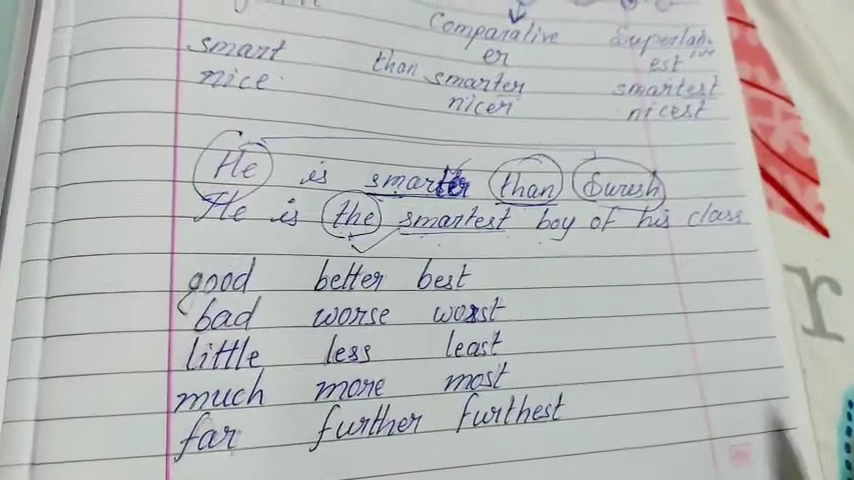 Comparative Superlative
smart er est
nice than smarter smartest
nicer nicest
He is smarter than Suresh
He is the smartest boy of his class
good better best
bad worse worst
little less least
much more most
far further furthest
r